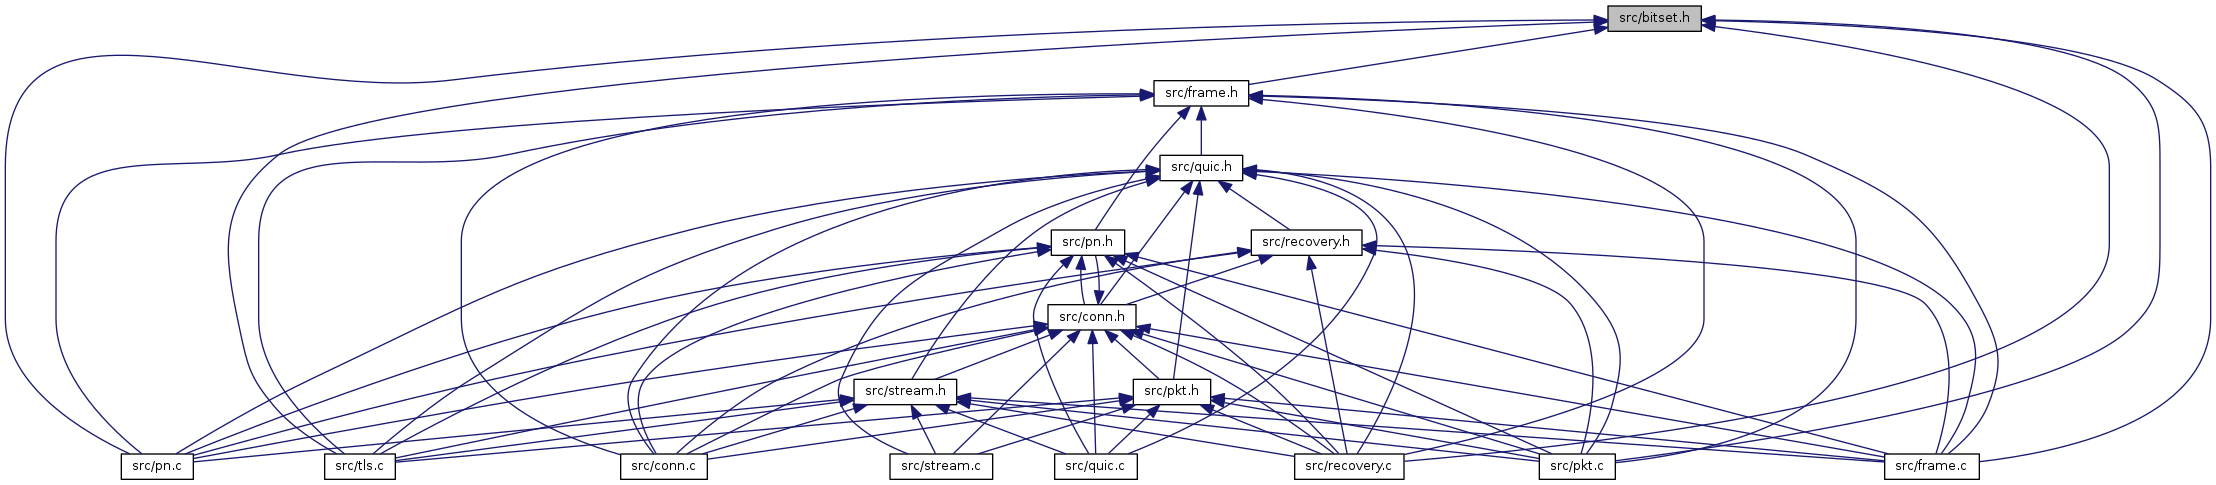 src/bitset.h
src/frame.h
src/quic.h
src/pn.h
src/recovery.h
src/conn.h
src/stream.h
src/pkt.h
src/pn.c
src/tls.c
src/conn.c
src/stream.c
src/quic.c
src/recovery.c
src/pkt.c
src/frame.c